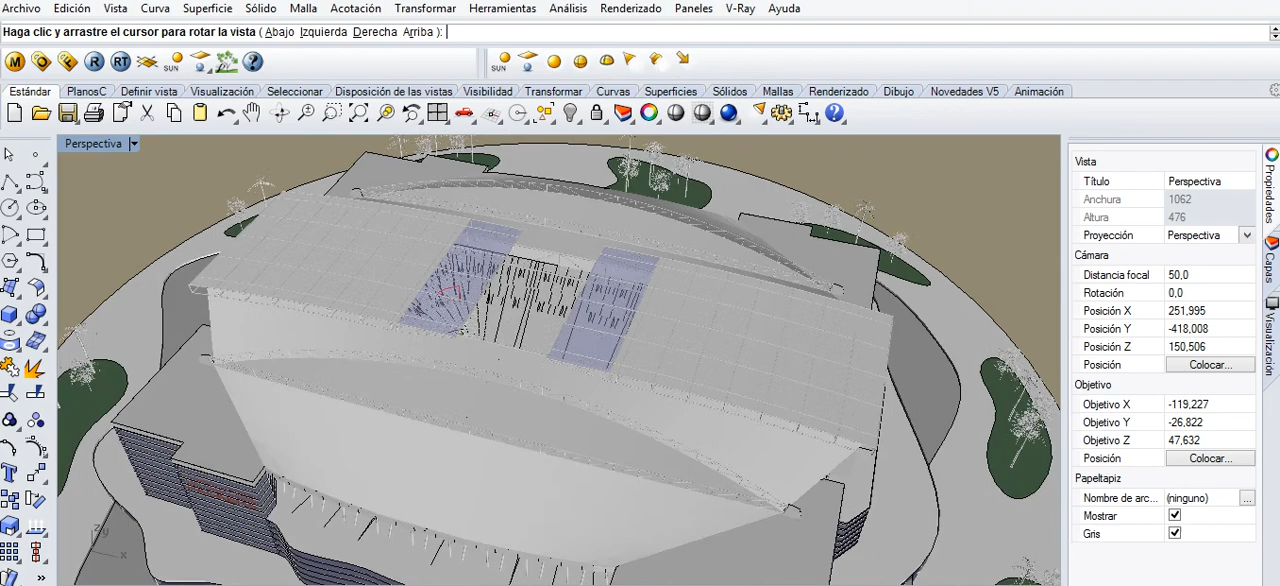 Archivo Edición Vista Curva Superficie Sólido Malla Acotación Transformar Herramientas Análisis Renderizado Paneles V-Ray Ayuda
Haga clic y arrastre el cursor para rotar la vista ( Abajo Izquierda Derecha Arriba ):
M O F R RT SUN ? SUN
Estándar PlanosC Definir vista Visualización Seleccionar Disposición de las vistas Visibilidad Transformar Curvas Superficies Sólidos Mallas Renderizado Dibujo Novedades V5 Animación
Perspectiva
Vista
Título Perspectiva
Anchura 1062
Altura 476
Proyección Perspectiva
Cámara
Distancia focal 50,0
Rotación 0,0
Posición X 251,995
Posición Y -418,008
Posición Z 150,506
Posición Colocar...
Objetivo
Objetivo X -119,227
Objetivo Y -26,822
Objetivo Z 47,632
Posición Colocar...
Papeltapiz
Nombre de arc... (ninguno) ...
Mostrar
Gris
Propiedades
Capas
Visualización
z y
x